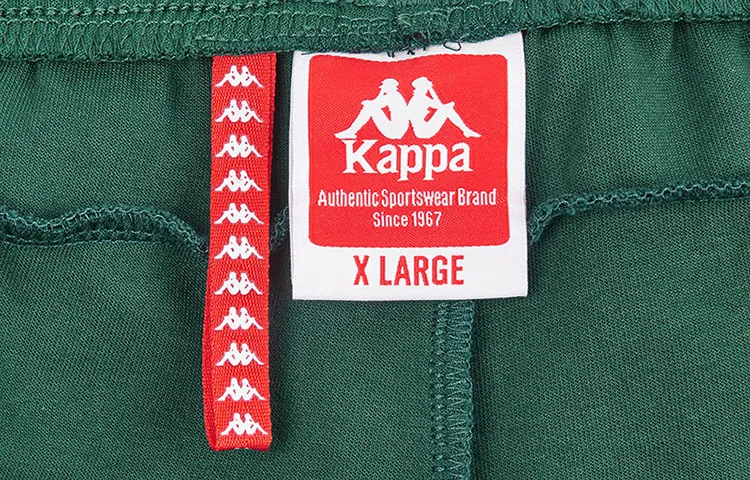 Kappa
Authentic Sportswear Brand
Since 1967
X LARGE